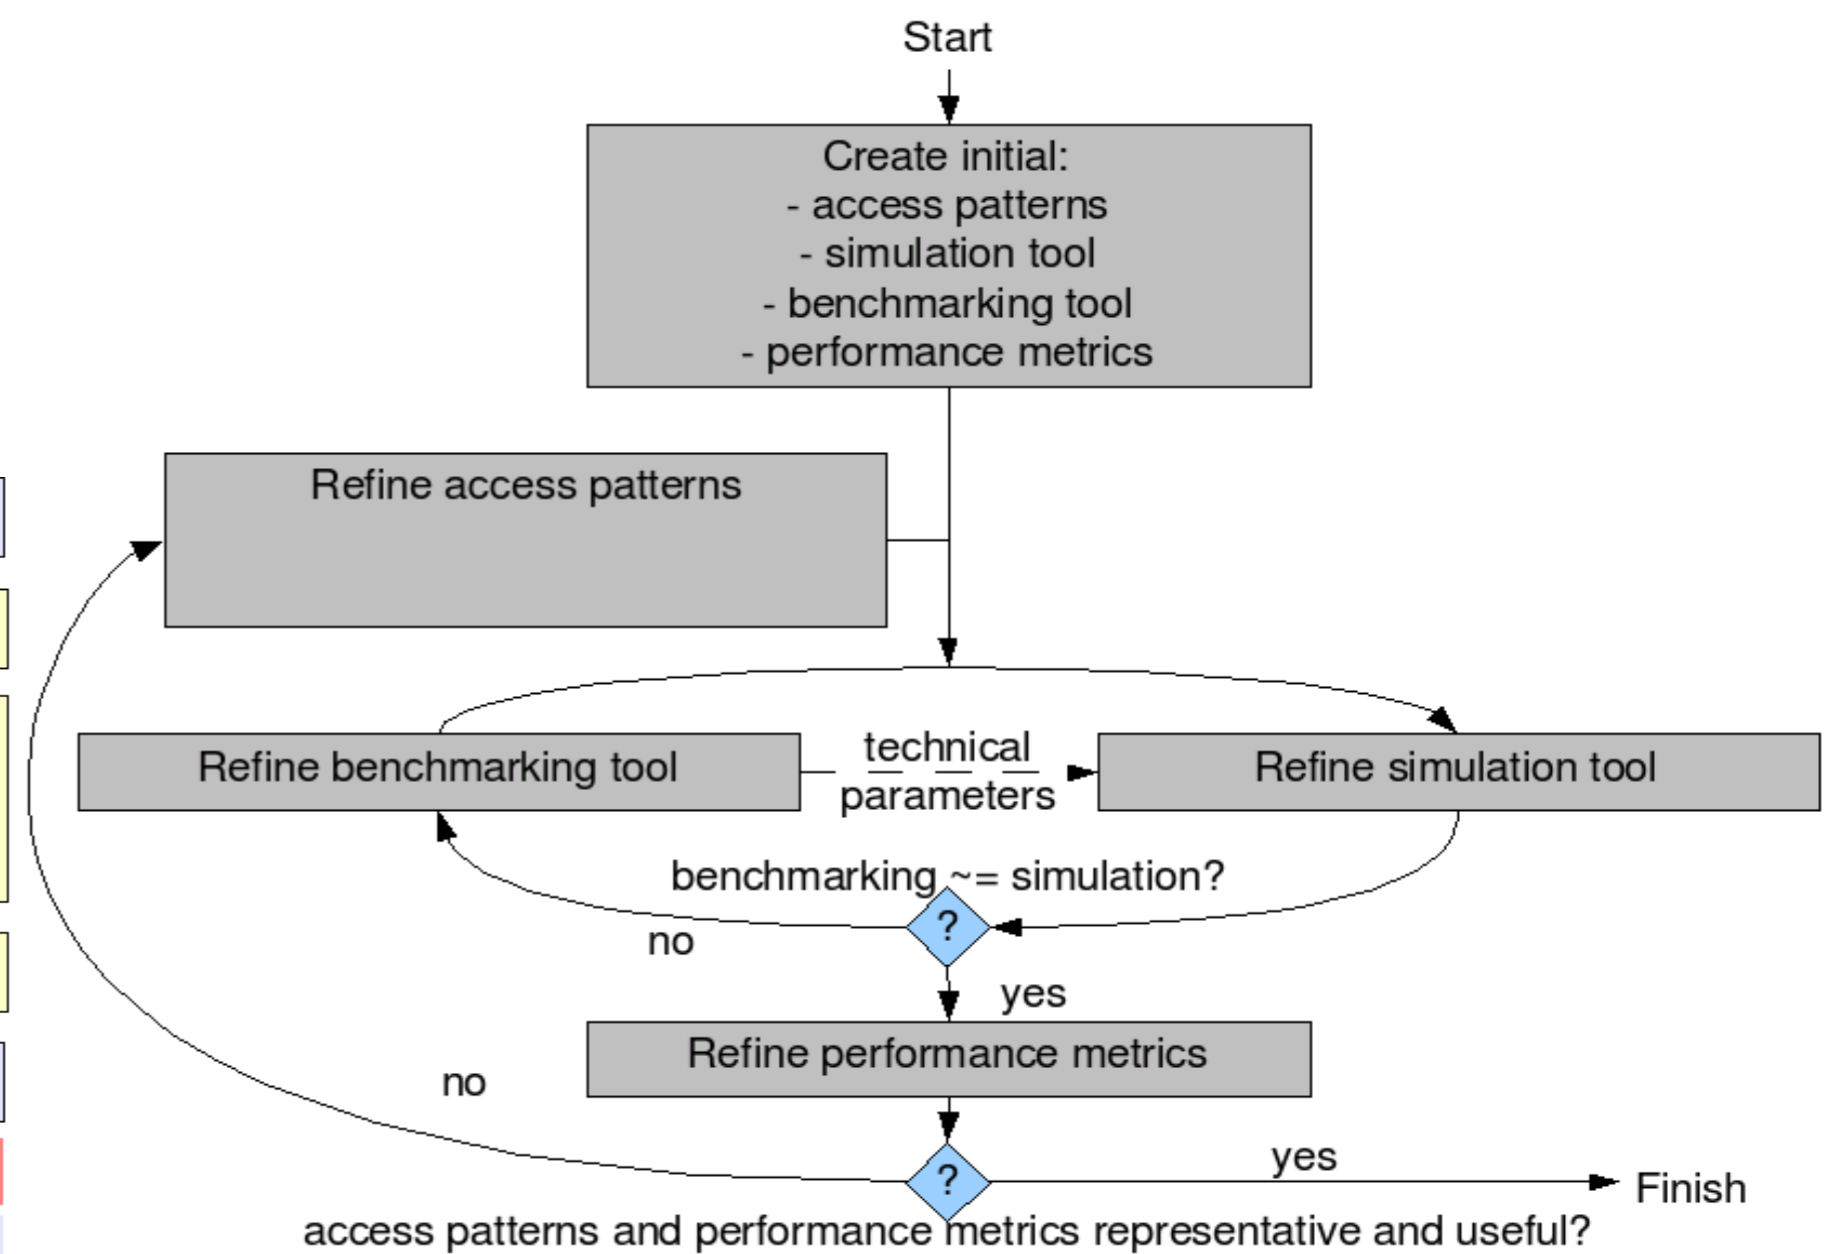 Start
Create initial:
- access patterns
- simulation tool
- benchmarking tool
- performance metrics
Refine access patterns
Refine benchmarking tool
technical
parameters
Refine simulation tool
benchmarking ~= simulation?
?
no
yes
Refine performance metrics
no
?
yes
Finish
access patterns and performance metrics representative and useful?